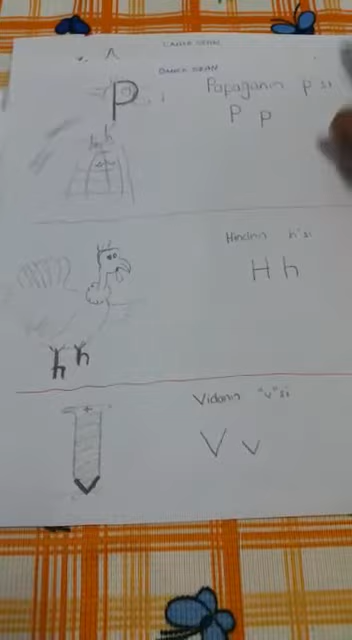 Papağanın p'si
P p
Hindinin h'si
H h
h h
Vidanın "v"si
V v